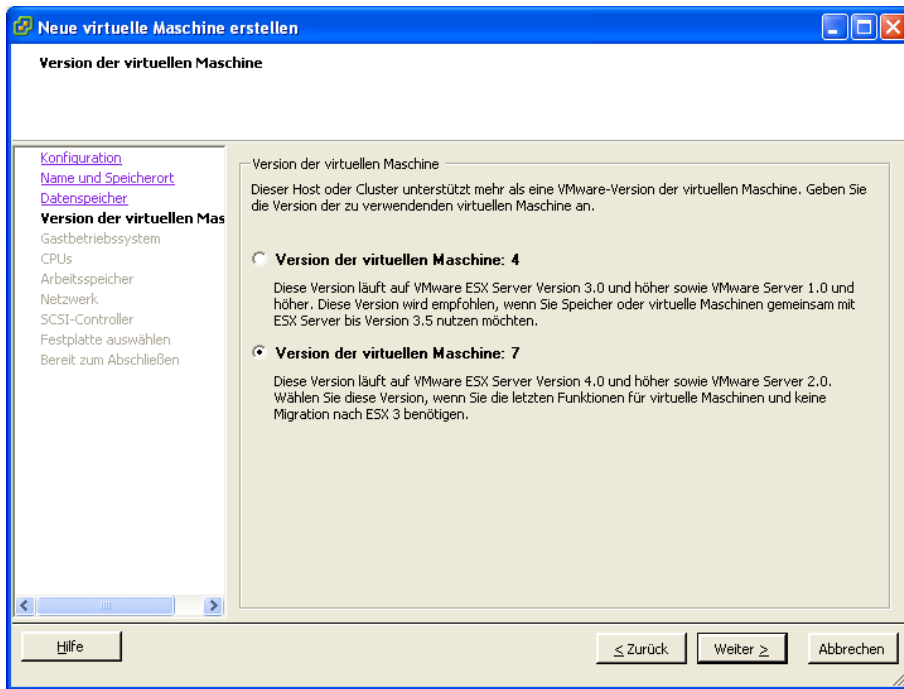 Neue virtuelle Maschine erstellen
Version der virtuellen Maschine
Konfiguration
Name und Speicherort
Datenspeicher
Version der virtuellen Mas
Gastbetriebssystem
CPUs
Arbeitsspeicher
Netzwerk
SCSI-Controller
Festplatte auswählen
Bereit zum Abschließen
Version der virtuellen Maschine
Dieser Host oder Cluster unterstützt mehr als eine VMware-Version der virtuellen Maschine. Geben Sie
die Version der zu verwendenden virtuellen Maschine an.
Version der virtuellen Maschine: 4
Diese Version läuft auf VMware ESX Server Version 3.0 und höher sowie VMware Server 1.0 und
höher. Diese Version wird empfohlen, wenn Sie Speicher oder virtuelle Maschinen gemeinsam mit
ESX Server bis Version 3.5 nutzen möchten.
Version der virtuellen Maschine: 7
Diese Version läuft auf VMware ESX Server Version 4.0 und höher sowie VMware Server 2.0.
Wählen Sie diese Version, wenn Sie die letzten Funktionen für virtuelle Maschinen und keine
Migration nach ESX 3 benötigen.
Hilfe
< Zurück
Weiter >
Abbrechen